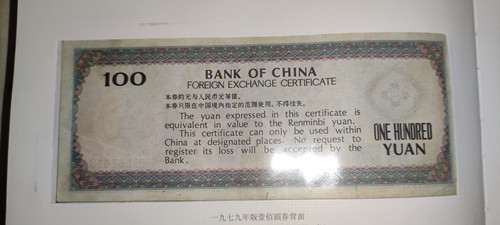 100
BANK OF CHINA
FOREIGN EXCHANGE CERTIFICATE
本券的元与人民币元等值。
本券只限在中国境内指定的范围使用,不得挂失。
The yuan expressed in this certificate is
equivalent in value to the Renminbi yuan.
This certificate can only be used within
China at designated places. No request to
register its loss will be accepted by the
Bank.
ONE HUNDRED
YUAN
一九七九年版壹佰圓券背面